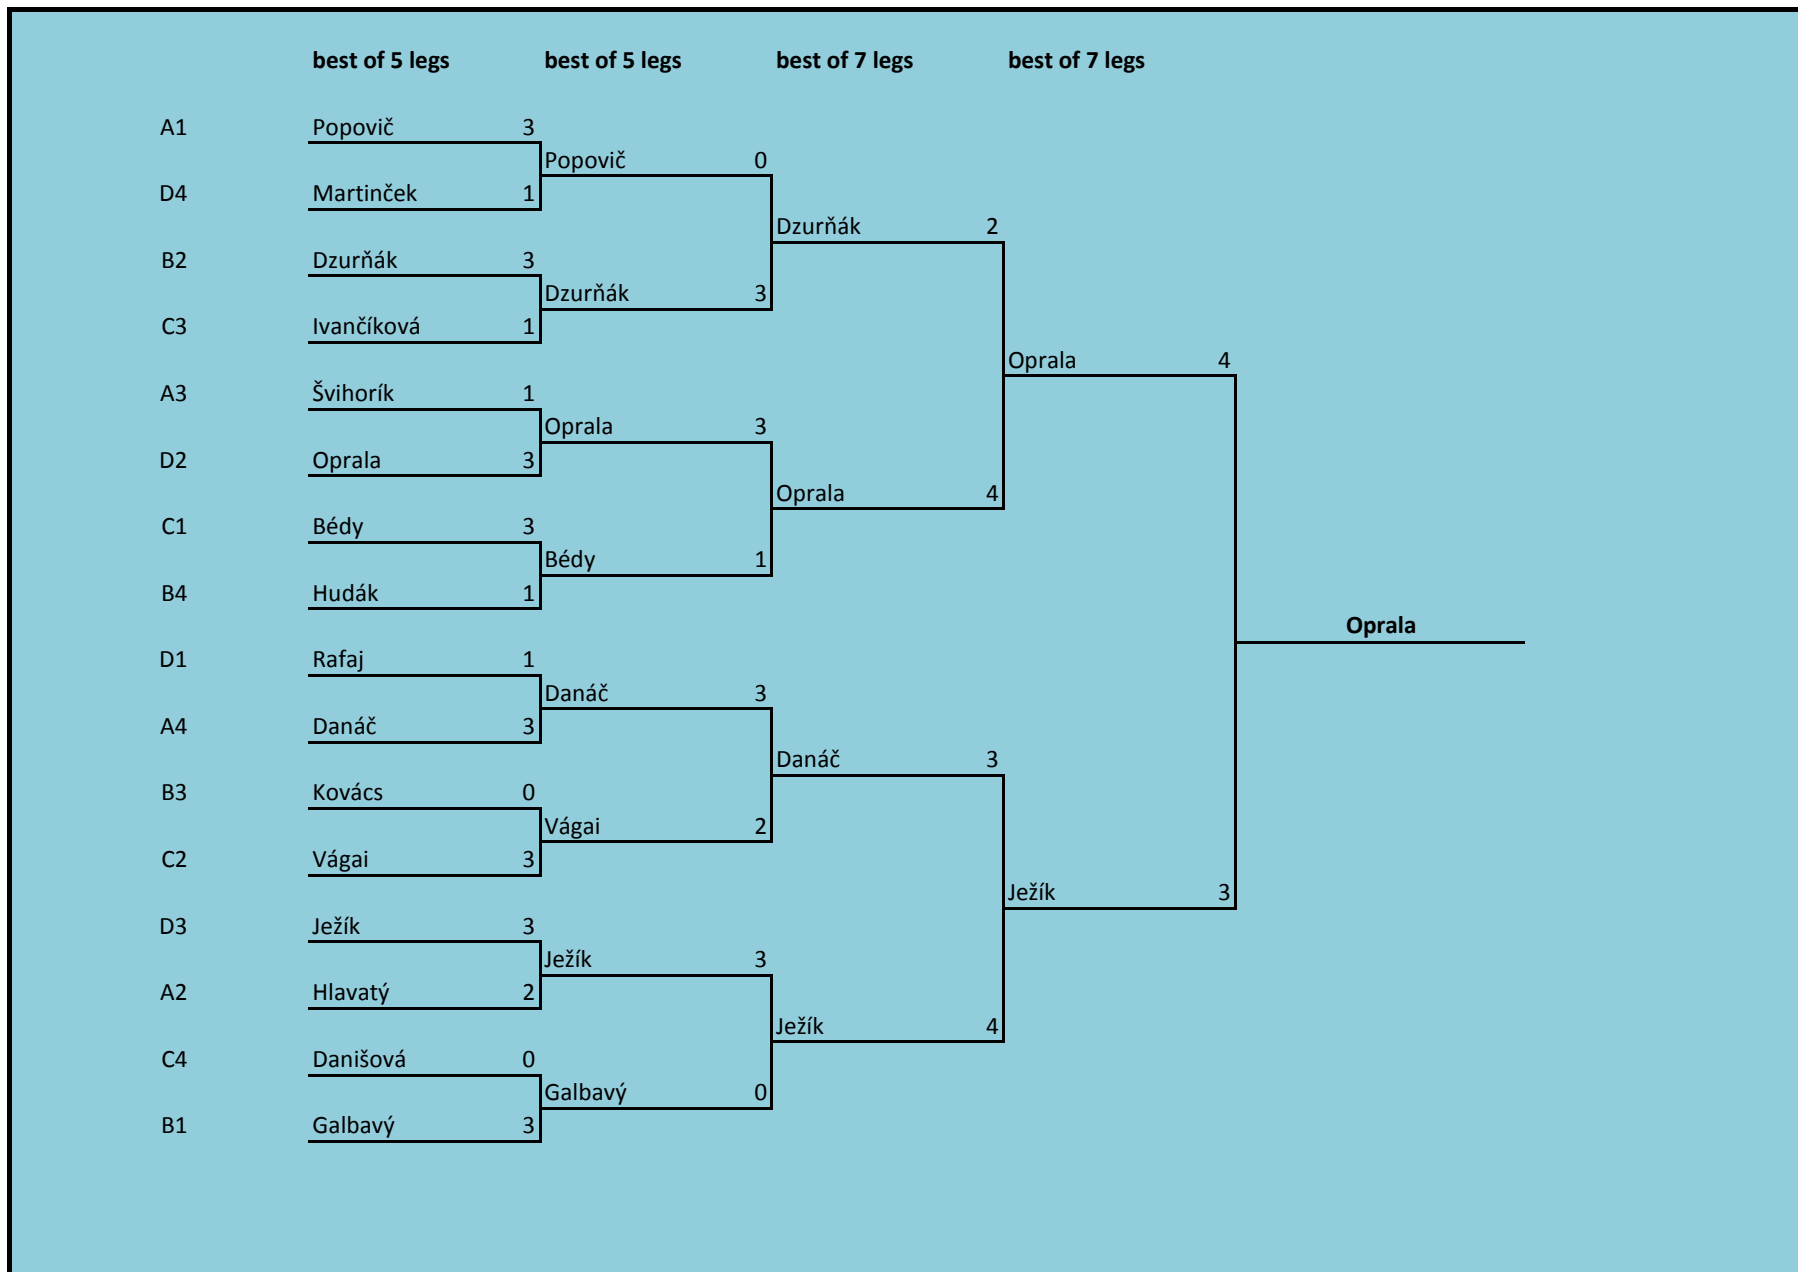 best of 5 legs best of 5 legs best of 7 legs best of 7 legs
A1 Popovič 3
Popovič 0
D4 Martinček 1
Dzurňák 2
B2 Dzurňák 3
Dzurňák 3
C3 Ivančíková 1
Oprala 4
A3 Švihorík 1
Oprala 3
D2 Oprala 3
Oprala 4
C1 Bédy 3
Bédy 1
B4 Hudák 1
Oprala
D1 Rafaj 1
Danáč 3
A4 Danáč 3
Danáč 3
B3 Kovács 0
Vágai 2
C2 Vágai 3
Ježík 3
D3 Ježík 3
Ježík 3
A2 Hlavatý 2
Ježík 4
C4 Danišová 0
Galbavý 0
B1 Galbavý 3